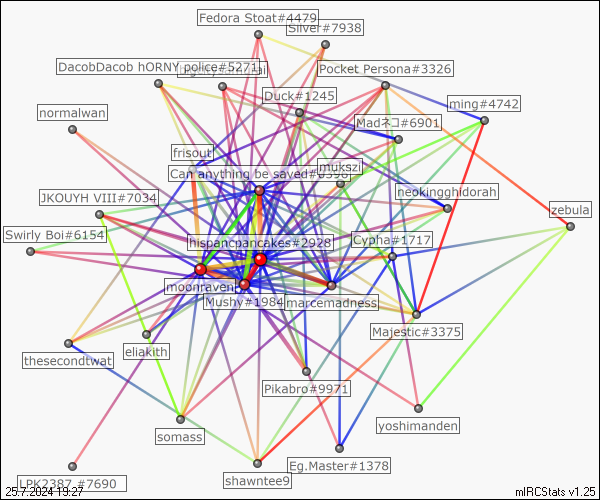 Fedora Stoat#4479
Silver#7938
DacobDacob hORNY police#5271
Pocket Persona#3326
Duck#1245
ming#4742
normalwan
Madネコ#6901
frisout
mukszi
Can anything be saved#
JKOUYH VIII#7034
neokingghidorah
zebula
Swirly Boi#6154
hispancpancakes#2928
Cypha#1717
moonraven
Mushy#1984
marcemadness
Majestic#3375
thesecondtwat
eliakith
Pikabro#9971
yoshimanden
somass
Eg.Master#1378
LPK2387 #7690
shawntee9
25.7.2024 19:27
mIRCStats v1.25